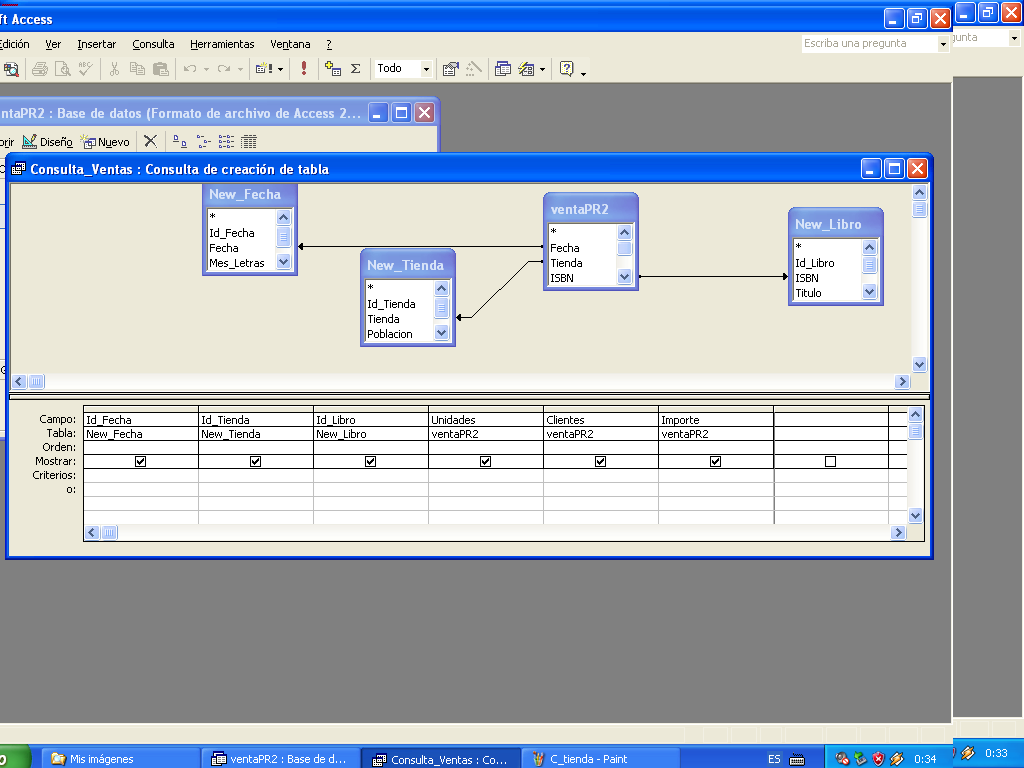 ft Access
Edición Ver Insertar Consulta Herramientas Ventana ? Escriba una pregunta
gunta
Todo
ntaPR2 : Base de datos (Formato de archivo de Access 2...
orir Diseño Nuevo
Consulta_Ventas : Consulta de creación de tabla
New_Fecha
*
Id_Fecha
Fecha
Mes_Letras
New_Tienda
*
Id_Tienda
Tienda
Poblacion
ventaPR2
*
Fecha
Tienda
ISBN
New_Libro
*
Id_Libro
ISBN
Titulo
Campo: Id_Fecha Id_Tienda Id_Libro Unidades Clientes Importe
Tabla: New_Fecha New_Tienda New_Libro ventaPR2 ventaPR2 ventaPR2
Orden:
Mostrar:
Criterios:
o:
Mis imágenes ventaPR2 : Base de d... Consulta_Ventas : Co... C_tienda - Paint ES 0:34 0:33